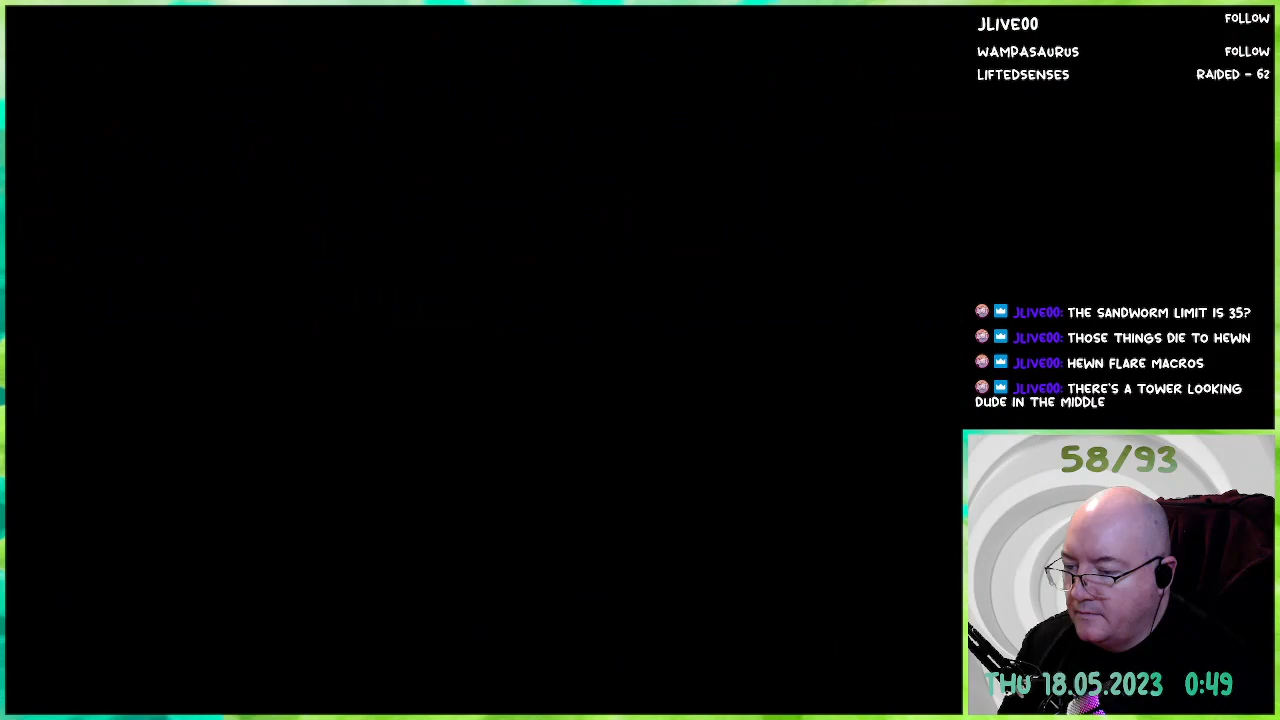 JLIVE00 FOLLOW
WAMPASAURUS FOLLOW
LIFTEDSENSES RAIDED - 62
JLIVE00: THE SANDWORM LIMIT IS 35?
JLIVE00: THOSE THINGS DIE TO HEWN
JLIVE00: HEWN FLARE MACROS
JLIVE00: THERE'S A TOWER LOOKING
DUDE IN THE MIDDLE
58/93
THU 18.05.2023 0:49